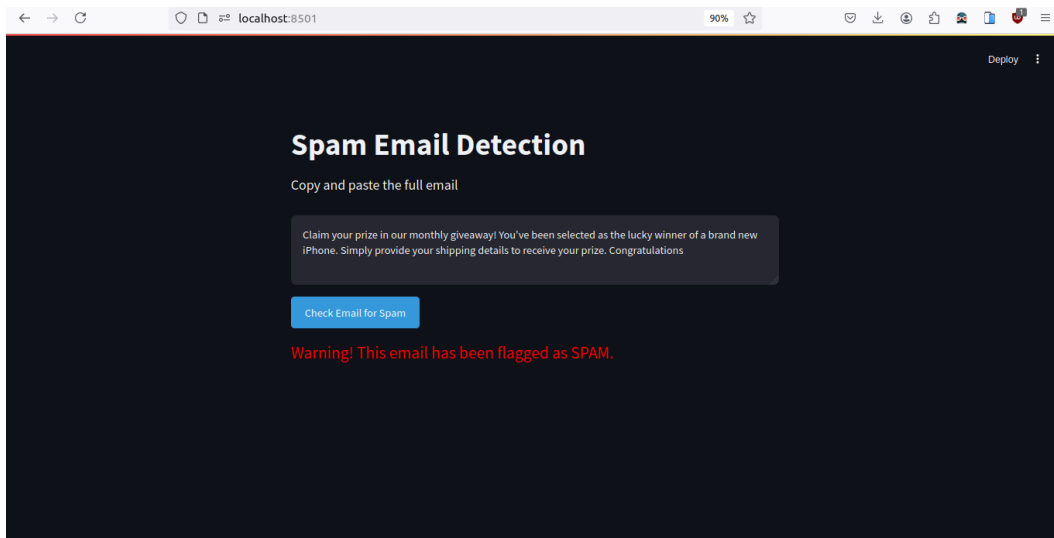 localhost:8501
90%
1
Deploy
Spam Email Detection
Copy and paste the full email
Claim your prize in our monthly giveaway! You've been selected as the lucky winner of a brand new
iPhone. Simply provide your shipping details to receive your prize. Congratulations
Check Email for Spam
Warning! This email has been flagged as SPAM.